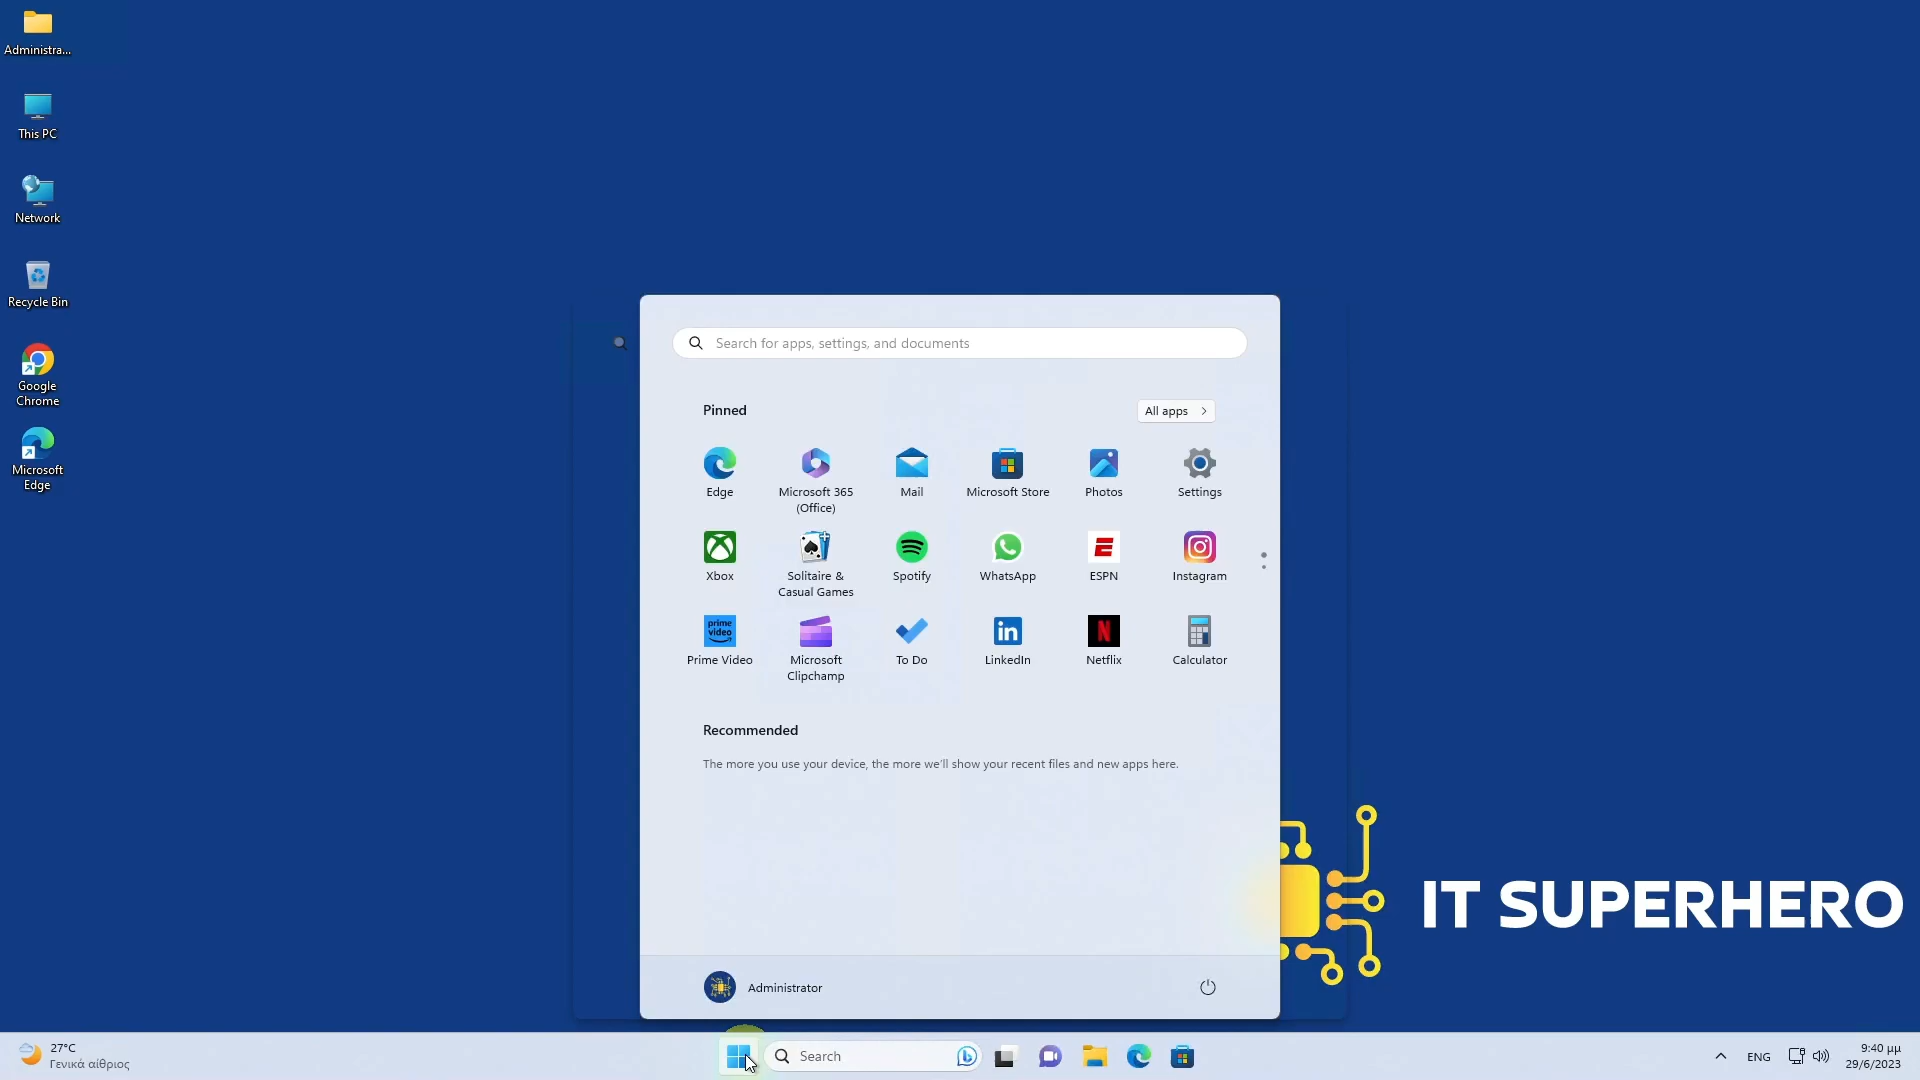 Administra...
This PC
Network
Recycle Bin
Google
Chrome
Microsoft
Edge
Search for apps, settings, and documents
Pinned
All apps
Edge
Microsoft 365
(Office)
Mail
Microsoft Store
Photos
Settings
Xbox
Solitaire &
Casual Games
Spotify
WhatsApp
ESPN
Instagram
prime
video
Prime Video
Microsoft
Clipchamp
To Do
in
LinkedIn
N
Netflix
Calculator
Recommended
The more you use your device, the more we'll show your recent files and new apps here.
IT SUPERHERO
Administrator
27°C
Γενικά αίθριος
Search
ENG
9:40 μμ
29/6/2023